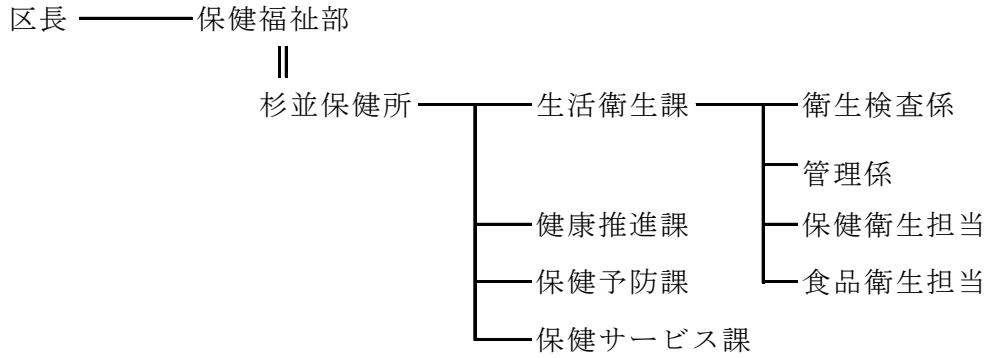 区長 保健福祉部
杉並保健所 生活衛生課 衛生検査係
管理係
健康推進課 保健衛生担当
保健予防課 食品衛生担当
保健サービス課